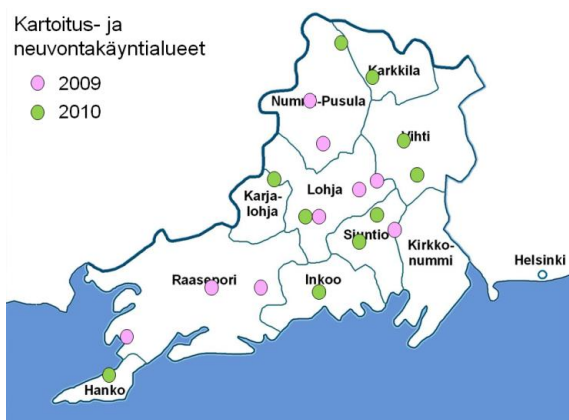 Kartoitus- ja
neuvontakäyntialueet
2009
2010
Karkkila
Nummi-Pusula
Vihti
Karja-
lohja
Lohja
Siuntio
Kirkko-
nummi
Helsinki
Raasepori
Inkoo
Hanko